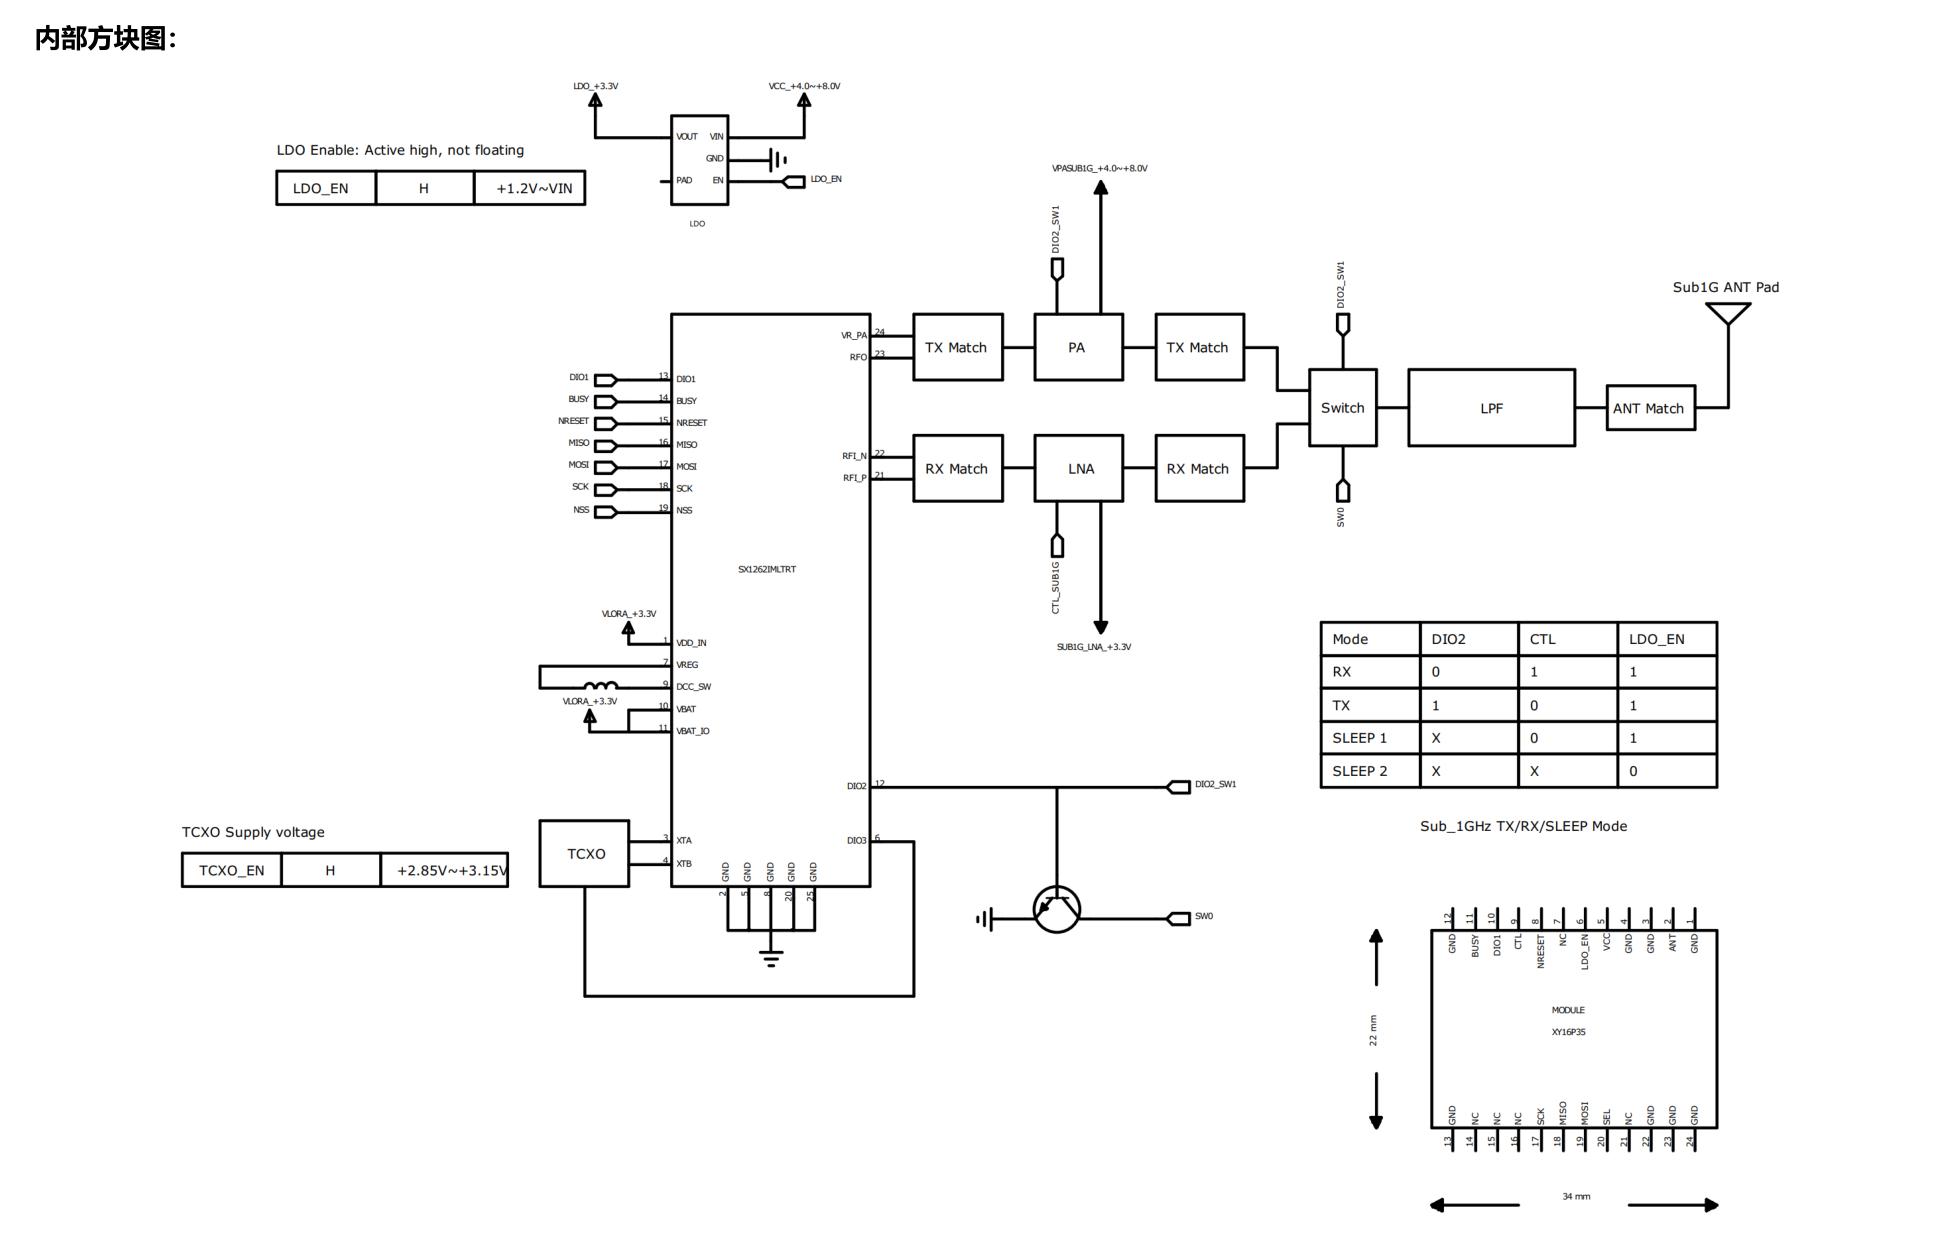 内部方块图：
LDO_+3.3V
VCC_+4.0~+8.0V
LDO Enable: Active high, not floating
LDO_EN H +1.2V~VIN
VOUT VIN
GND
PAD EN
LDO_EN
LDO
VPASUB1G_+4.0~+8.0V
DIO2_SW1
DIO2_SW1
Sub1G ANT Pad
VR_PA 24
RFO 23
TX Match
PA
TX Match
DIO1 13 DIO1
BUSY 14 BUSY
NRESET 15 NRESET
MISO 16 MISO
MOSI 17 MOSI
SCK 18 SCK
NSS 19 NSS
Switch
LPF
ANT Match
RFI_N 22
RFI_P 21
RX Match
LNA
RX Match
SW0
CTL_SUB1G
SUB1G_LNA_+3.3V
SX1262IMLTRT
VLORA_+3.3V
1 VDD_IN
7 VREG
9 DCC_SW
VLORA_+3.3V
10 VBAT
11 VBAT_IO
Mode DIO2 CTL LDO_EN
RX 0 1 1
TX 1 0 1
SLEEP 1 X 0 1
SLEEP 2 X X 0
Sub_1GHz TX/RX/SLEEP Mode
DIO2 12
DIO2_SW1
TCXO Supply voltage
TCXO_EN H +2.85V~+3.15V
TCXO
3 XTA
4 XTB
DIO3 6
GND GND GND GND GND
2 5 8 20 25
SW0
12 11 10 9 8 7 6 5 4 3 2 1
GND BUSY DIO1 CTL NRESET NC LDO_EN VCC GND GND ANT GND
MODULE
XY16P35
22 mm
GND NC NC NC SCK MISO MOSI SEL NC GND GND GND
13 14 15 16 17 18 19 20 21 22 23 24
34 mm